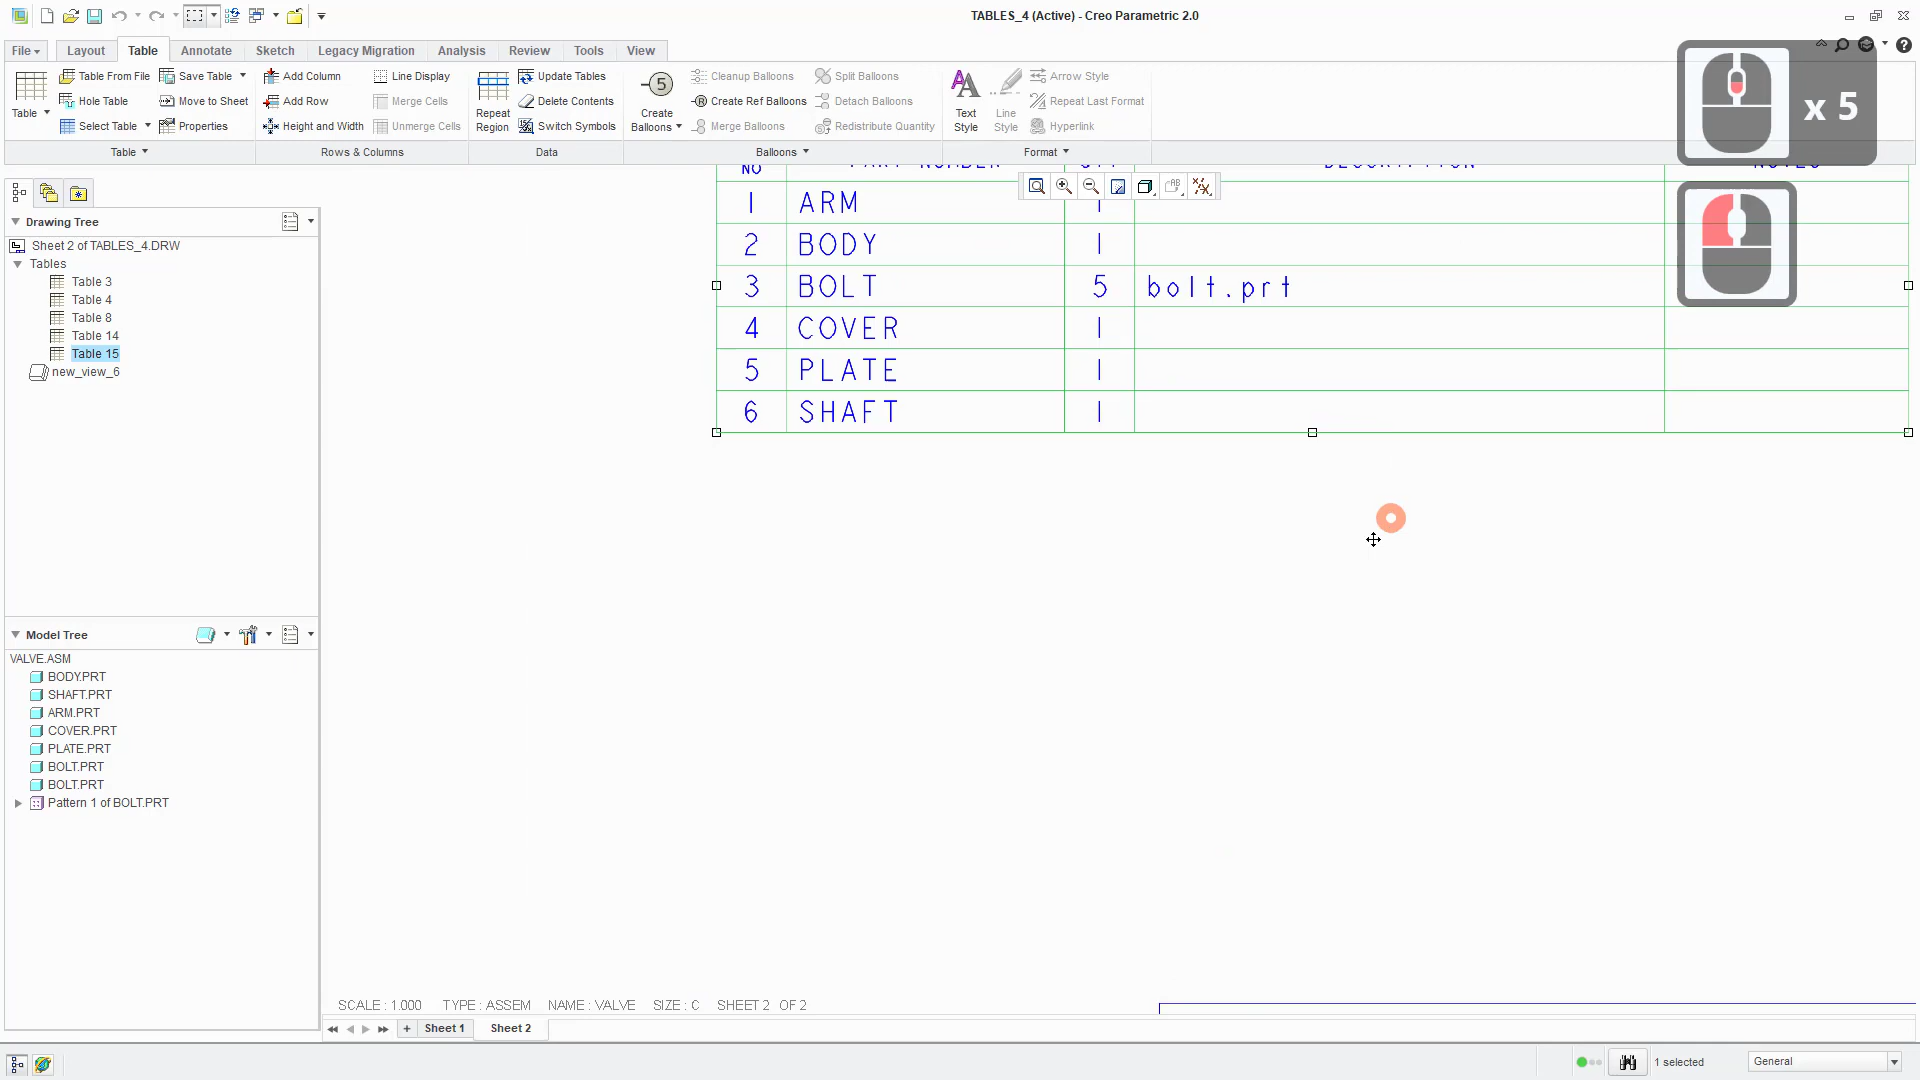 TABLES_4 (Active) - Creo Parametric 2.0
File Layout Table Annotate Sketch Legacy Migration Analysis Review Tools View
Table From File Save Table Add Column Line Display Update Tables Cleanup Balloons Split Balloons Arrow Style
Hole Table Move to Sheet Add Row Merge Cells Delete Contents Create Ref Balloons Detach Balloons Repeat Last Format
Table Select Table Properties Height and Width Unmerge Cells Repeat Region Switch Symbols Create Balloons Merge Balloons Redistribute Quantity Text Style Line Style Hyperlink
Table Rows & Columns Data Balloons Format
x 5
5
NO PART NUMBER QTY DESCRIPTION NOTES
1 ARM 1
2 BODY 1
3 BOLT 5 bolt.prt
4 COVER 1
5 PLATE 1
6 SHAFT 1
Drawing Tree
Sheet 2 of TABLES_4.DRW
Tables
Table 3
Table 4
Table 8
Table 14
Table 15
new_view_6
Model Tree
VALVE.ASM
BODY.PRT
SHAFT.PRT
ARM.PRT
COVER.PRT
PLATE.PRT
BOLT.PRT
BOLT.PRT
Pattern 1 of BOLT.PRT
SCALE : 1.000 TYPE : ASSEM NAME : VALVE SIZE : C SHEET 2 OF 2
Sheet 1 Sheet 2
1 selected General